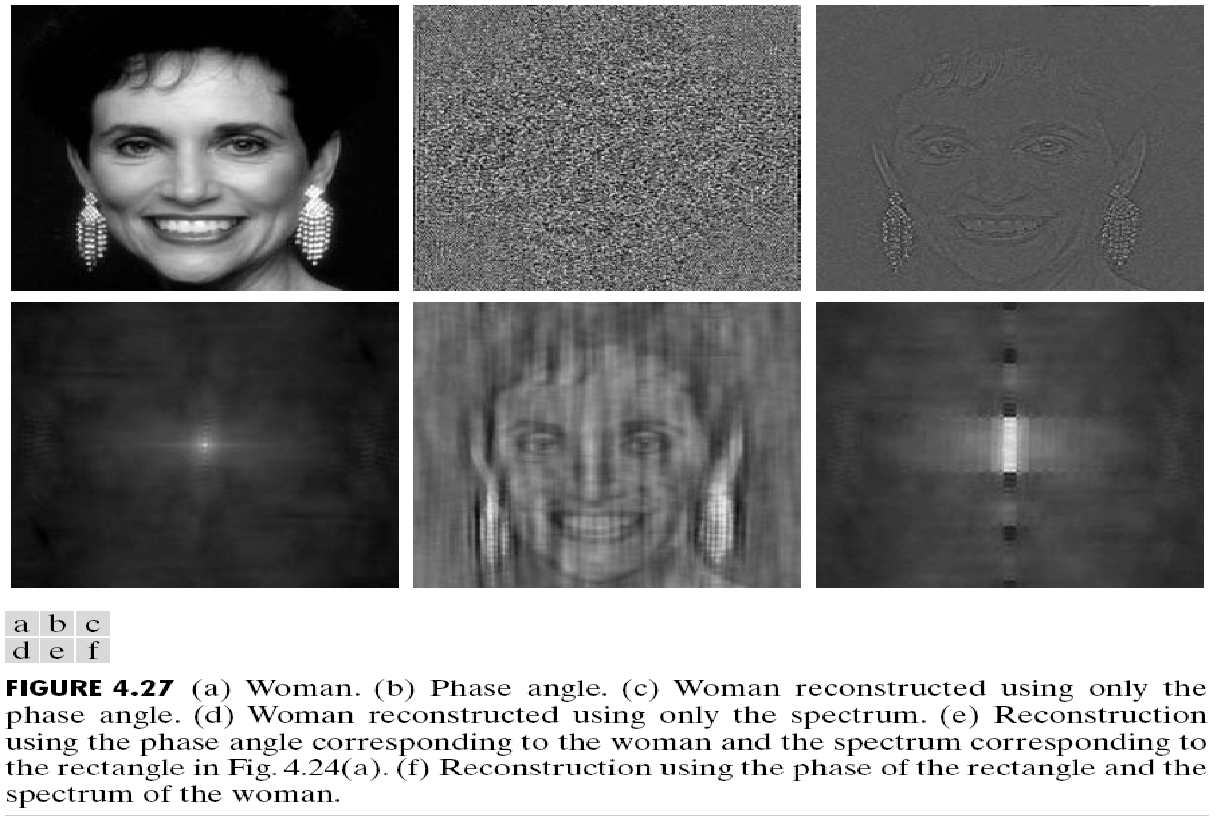 a b c
d e f
FIGURE 4.27 (a) Woman. (b) Phase angle. (c) Woman reconstructed using only the
phase angle. (d) Woman reconstructed using only the spectrum. (e) Reconstruction
using the phase angle corresponding to the woman and the spectrum corresponding to
the rectangle in Fig. 4.24(a). (f) Reconstruction using the phase of the rectangle and the
spectrum of the woman.